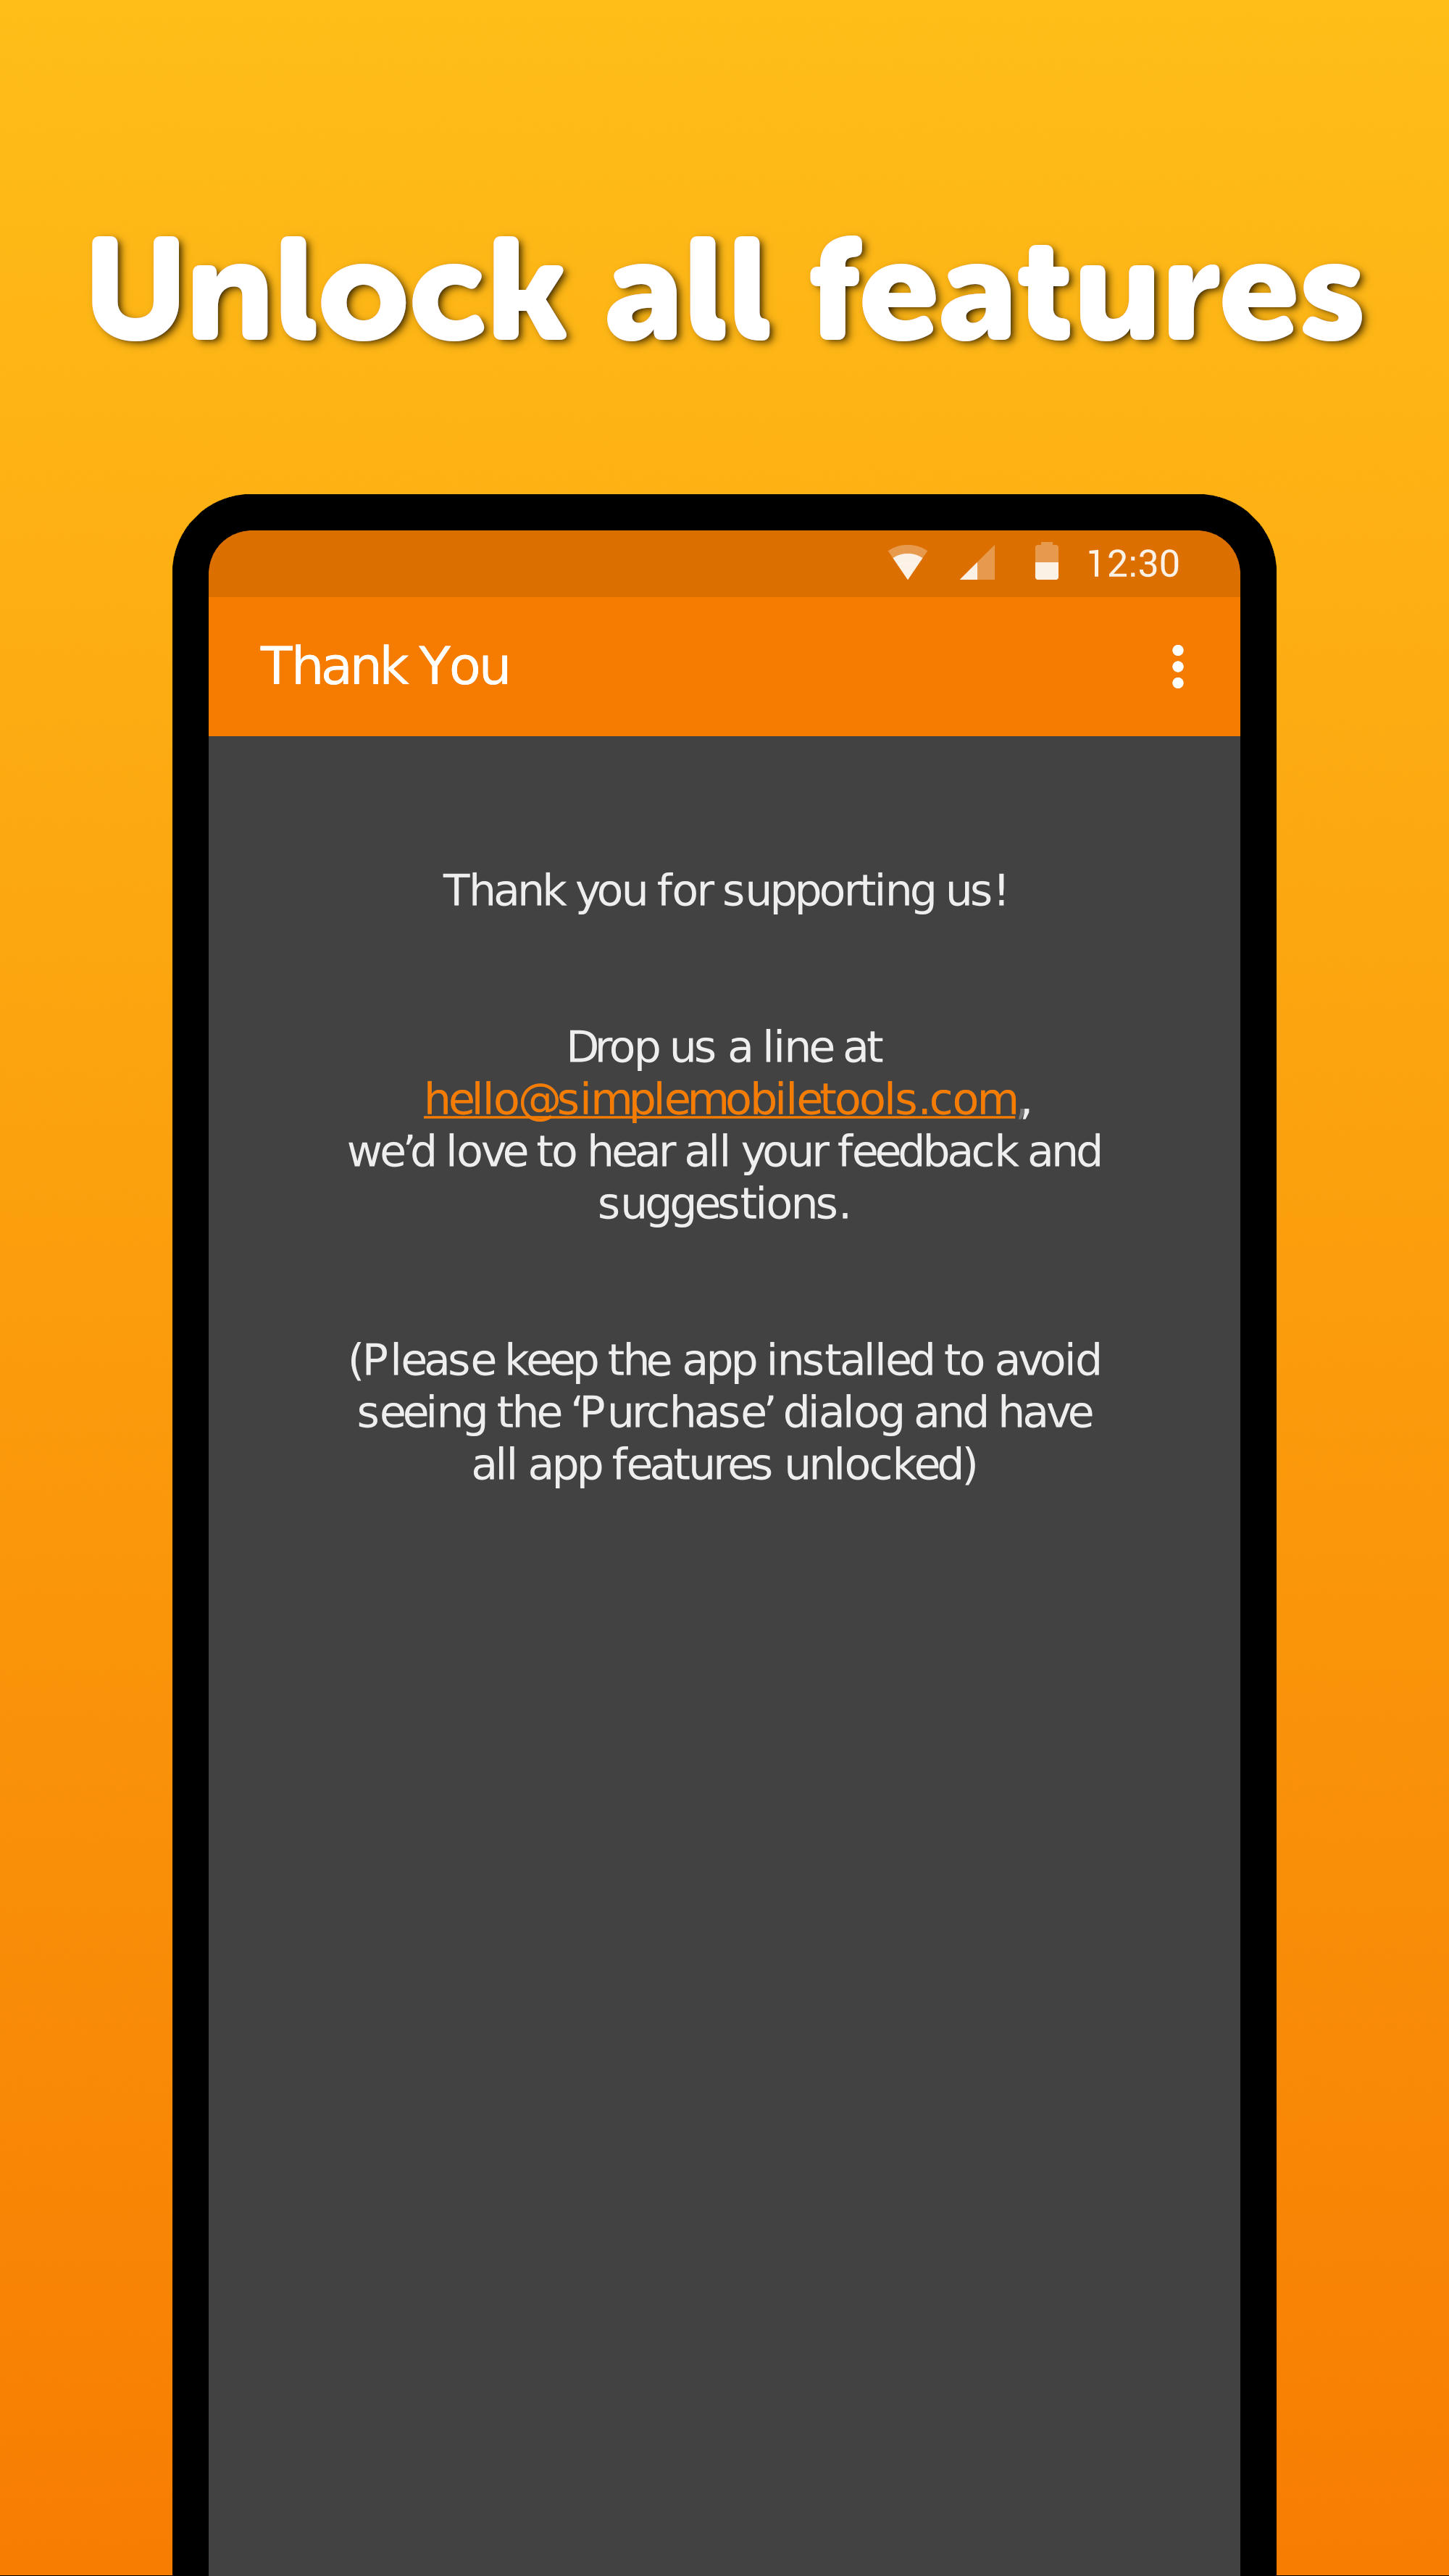 Unlock all features
12:30
Thank You
Thank you for supporting us!
Drop us a line at
hello@simplemobiletools.com,
we’d love to hear all your feedback and
suggestions.
(Please keep the app installed to avoid
seeing the ‘Purchase’ dialog and have
all app features unlocked)